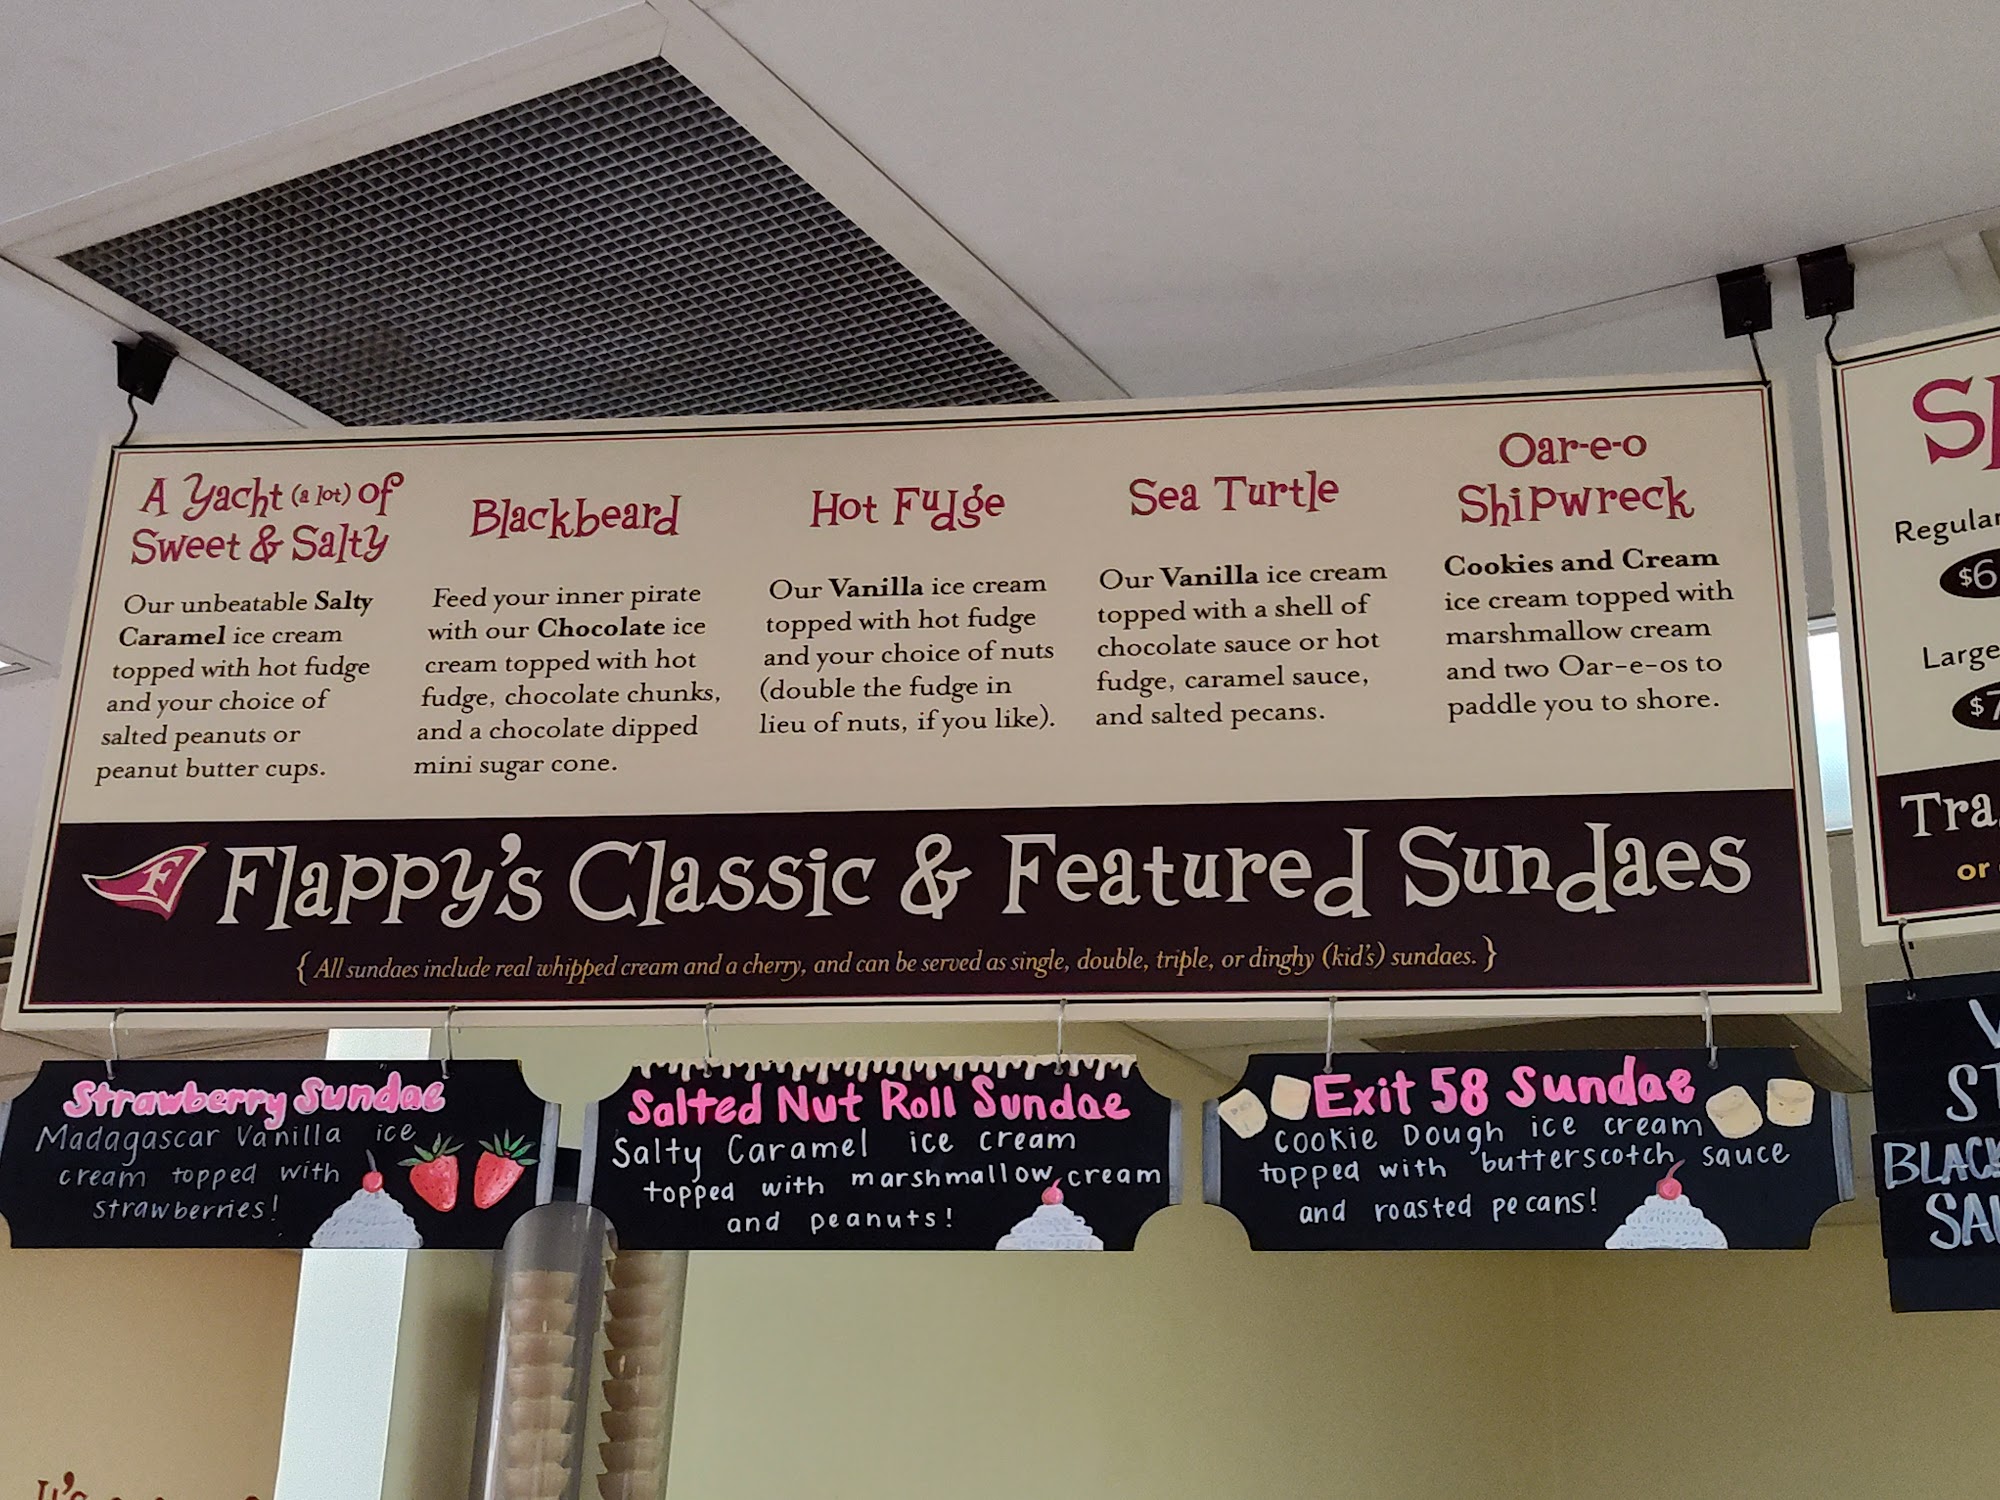 A Yacht (a lot) of
Sweet & Salty
Our unbeatable Salty
Caramel ice cream
topped with hot fudge
and your choice of
salted peanuts or
peanut butter cups.
Blackbeard
Feed your inner pirate
with our Chocolate ice
cream topped with hot
fudge, chocolate chunks,
and a chocolate dipped
mini sugar cone.
Hot Fudge
Our Vanilla ice cream
topped with hot fudge
and your choice of nuts
(double the fudge in
lieu of nuts, if you like).
Sea Turtle
Our Vanilla ice cream
topped with a shell of
chocolate sauce or hot
fudge, caramel sauce,
and salted pecans.
Oar-e-o
Shipwreck
Cookies and Cream
ice cream topped with
marshmallow cream
and two Oar-e-os to
paddle you to shore.
F Flappy's Classic & Featured Sundaes
{ All sundaes include real whipped cream and a cherry, and can be served as single, double, triple, or dinghy (kid's) sundaes. }
Strawberry Sundae
Madagascar Vanilla ice
cream topped with
strawberries!
Salted Nut Roll Sundae
Salty Caramel ice cream
topped with marshmallow cream
and peanuts!
Exit 58 Sundae
Cookie Dough ice cream
topped with butterscotch sauce
and roasted pecans!
Regular
$6
Large
$7
or
It's